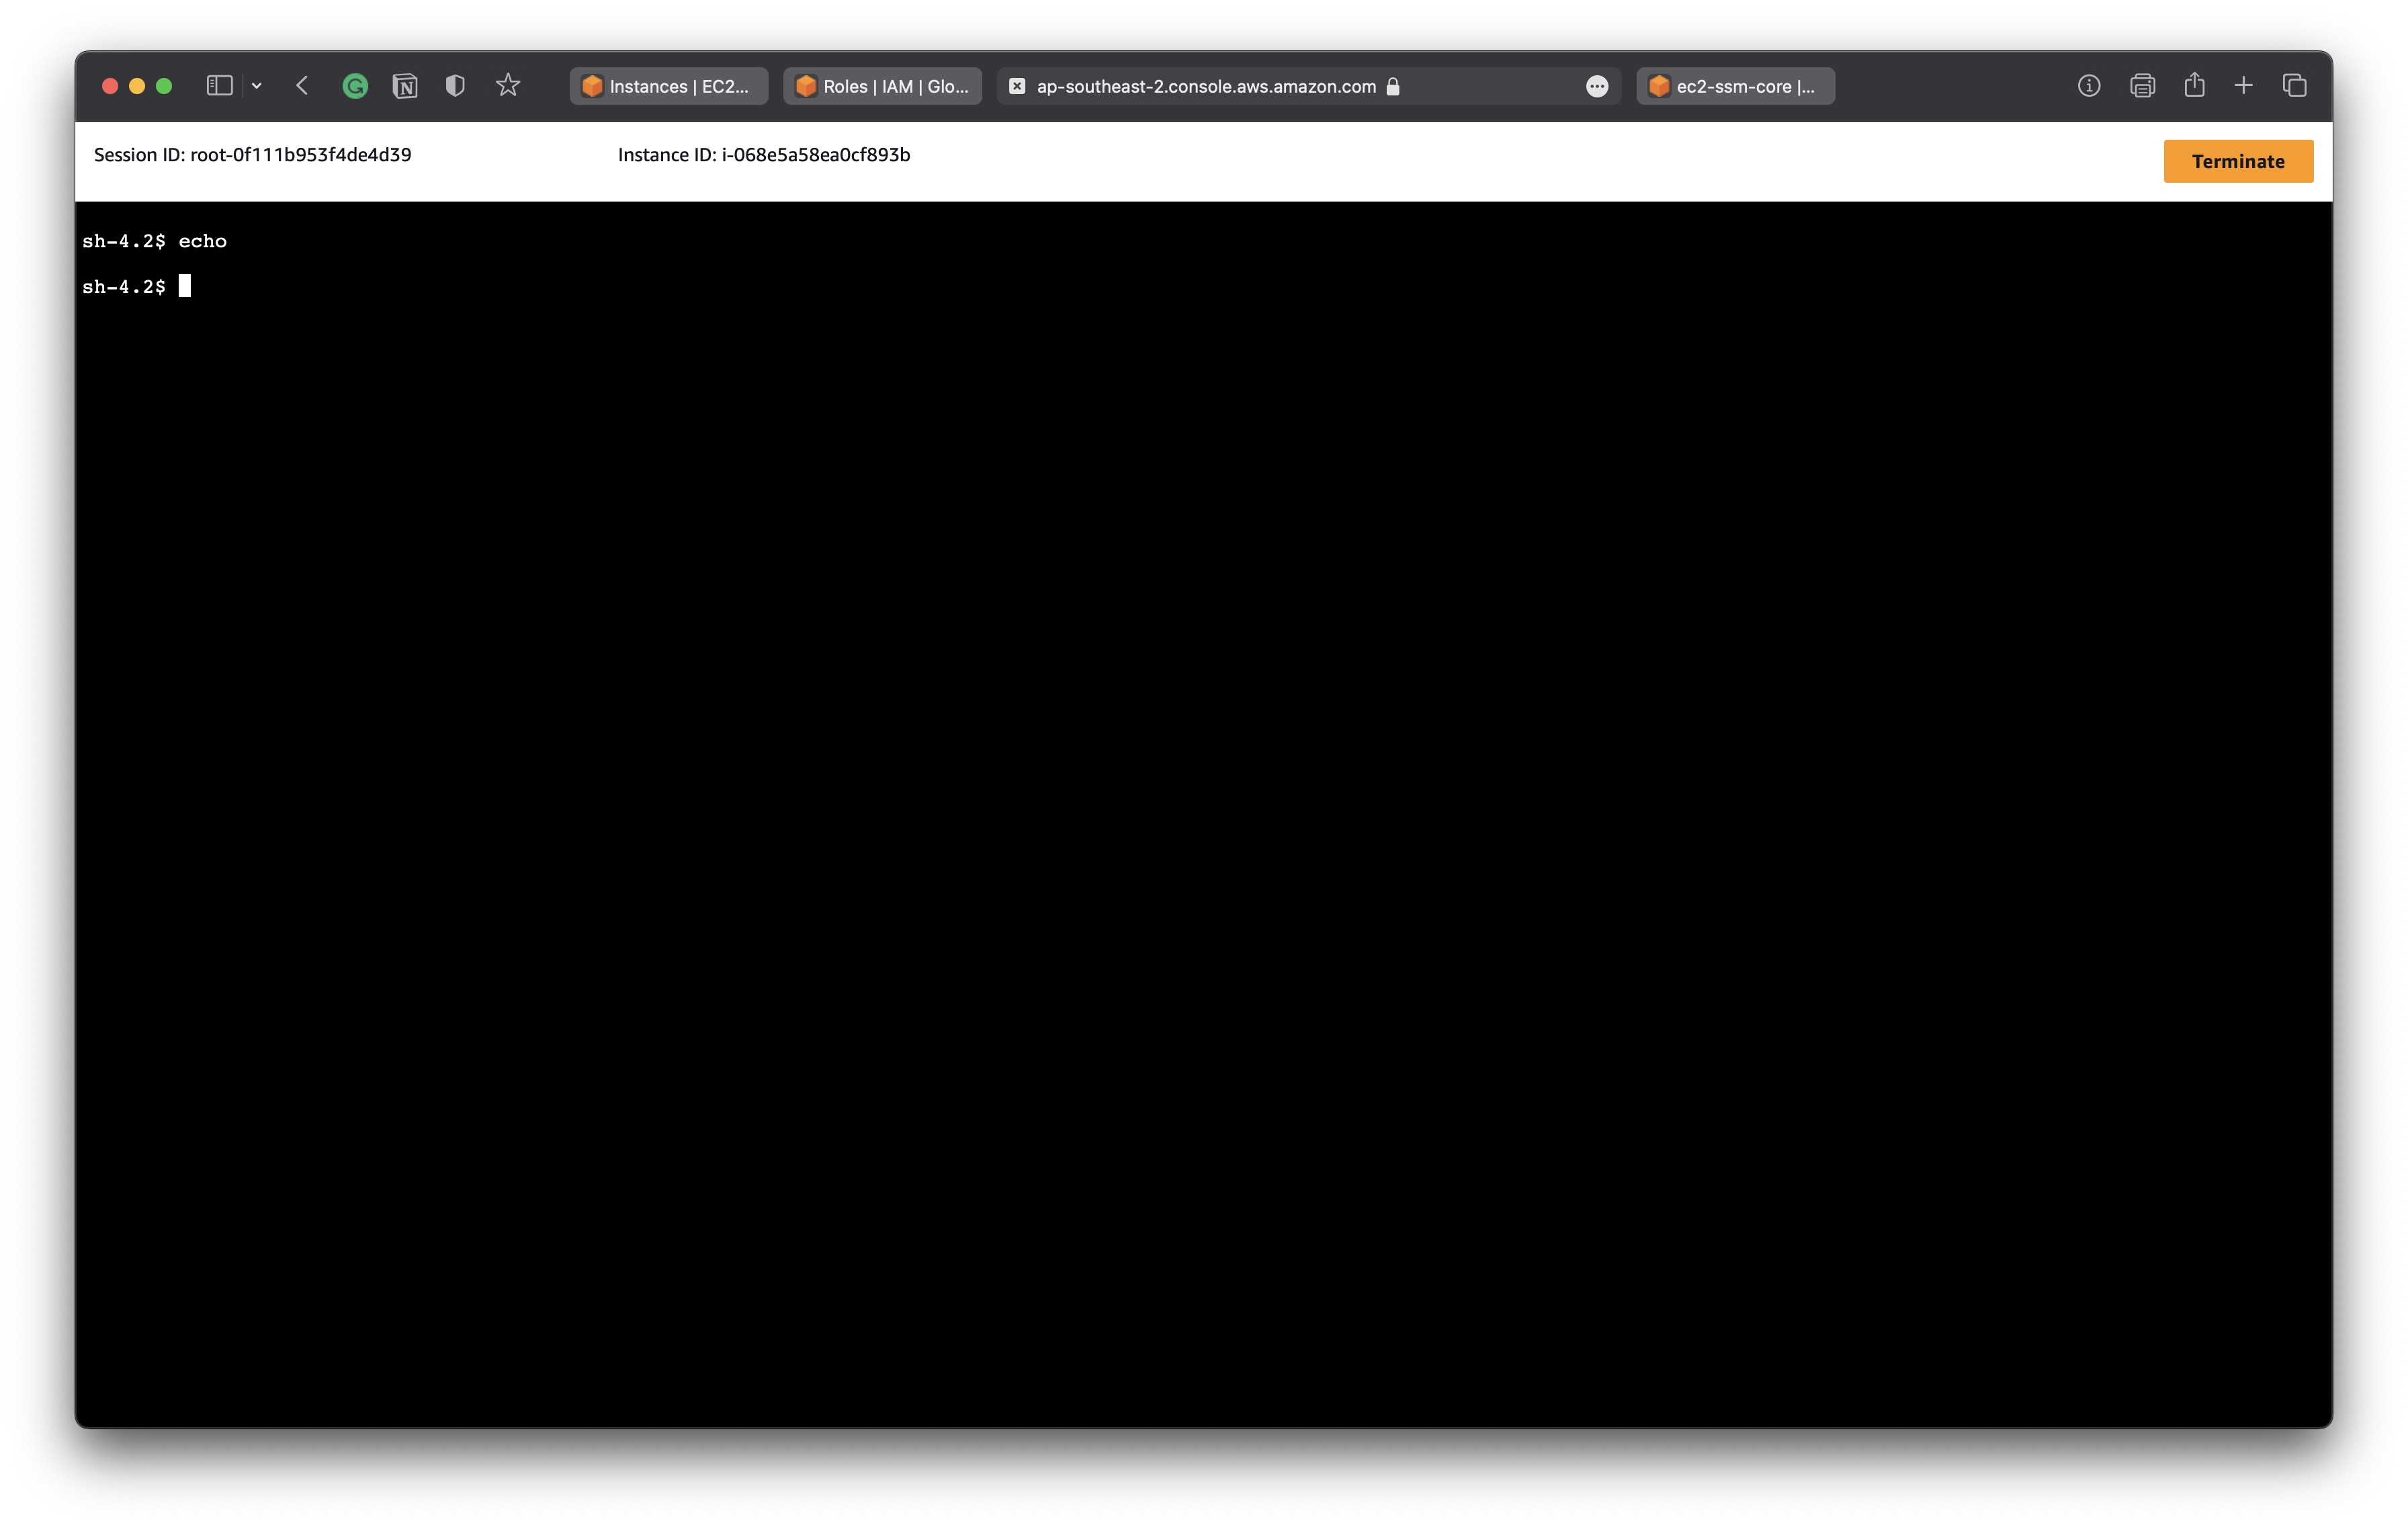 Instances | EC2...
Roles | IAM | Glo...
ap-southeast-2.console.aws.amazon.com
ec2-ssm-core |...
Session ID: root-0f111b953f4de4d39
Instance ID: i-068e5a58ea0cf893b
Terminate
sh-4.2$ echo
sh-4.2$